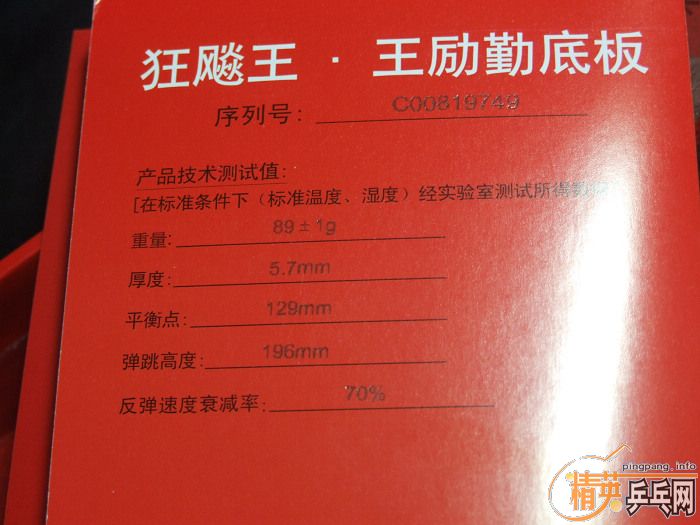 狂飚王 · 王励勤底板
序列号: C00819749
产品技术测试值:
[在标准条件下（标准温度、湿度）经实验室测试所得数
重量: 89±1g
厚度: 5.7mm
平衡点: 129mm
弹跳高度: 196mm
反弹速度衰减率: 70%
pingpang.info
精英乒乓网